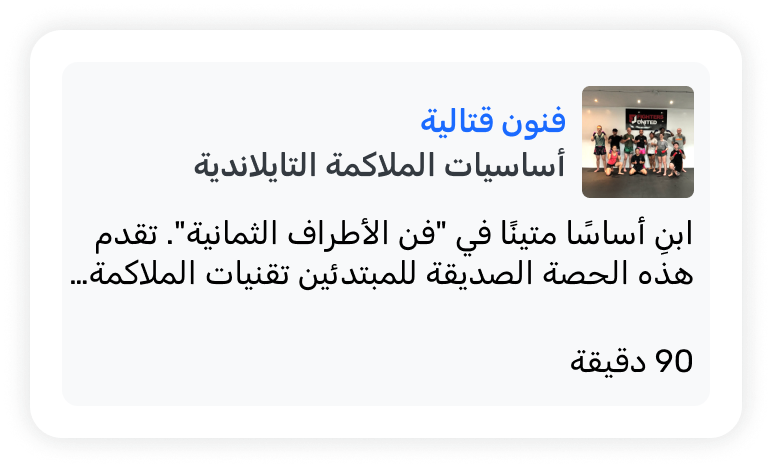 فنون قتالية
أساسيات الملاكمة التايلاندية
ابنِ أساسًا متينًا في "فن الأطراف الثمانية". تقدم
هذه الحصة الصديقة للمبتدئين تقنيات الملاكمة...
90 دقيقة